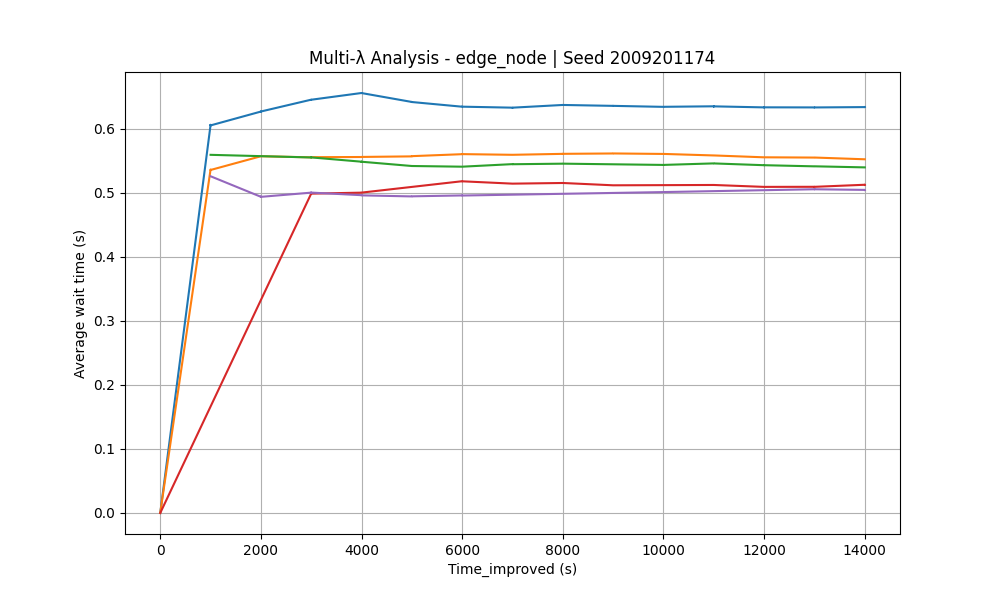 Multi-λ Analysis - edge_node | Seed 2009201174
Average wait time (s)
0.6
0.5
0.4
0.3
0.2
0.1
0.0
0 2000 4000 6000 8000 10000 12000 14000
Time_improved (s)